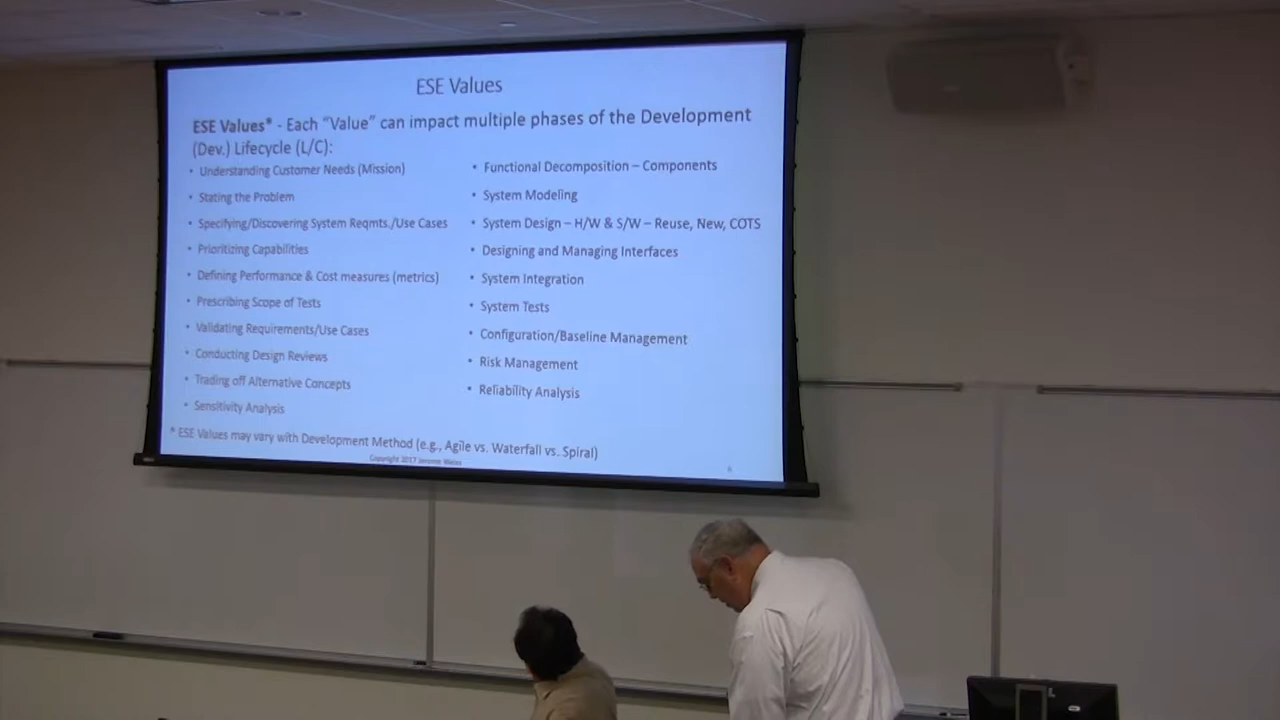 ESE Values
ESE Values* - Each “Value” can impact multiple phases of the Development
(Dev.) Lifecycle (L/C):
• Understanding Customer Needs (Mission)
• Stating the Problem
• Specifying/Discovering System Reqmts./Use Cases
• Prioritizing Capabilities
• Defining Performance & Cost measures (metrics)
• Prescribing Scope of Tests
• Validating Requirements/Use Cases
• Conducting Design Reviews
• Trading off Alternative Concepts
• Sensitivity Analysis
• Functional Decomposition – Components
• System Modeling
• System Design – H/W & S/W – Reuse, New, COTS
• Designing and Managing Interfaces
• System Integration
• System Tests
• Configuration/Baseline Management
• Risk Management
• Reliability Analysis
* ESE Values may vary with Development Method (e.g., Agile vs. Waterfall vs. Spiral)
Copyright 2017 Jerome Weiss